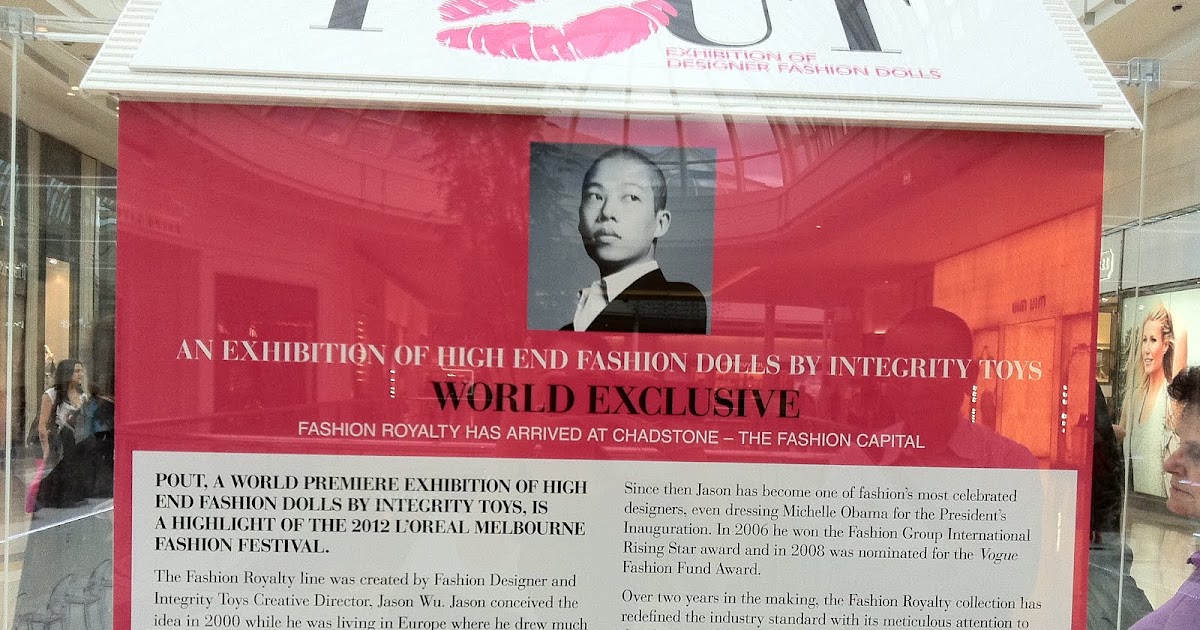 EXHIBITION OF
DESIGNER FASHION DOLLS
AN EXHIBITION OF HIGH END FASHION DOLLS BY INTEGRITY TOYS
WORLD EXCLUSIVE
FASHION ROYALTY HAS ARRIVED AT CHADSTONE – THE FASHION CAPITAL
POUT, A WORLD PREMIERE EXHIBITION OF HIGH
END FASHION DOLLS BY INTEGRITY TOYS, IS
A HIGHLIGHT OF THE 2012 L'OREAL MELBOURNE
FASHION FESTIVAL.
The Fashion Royalty line was created by Fashion Designer and
Integrity Toys Creative Director, Jason Wu. Jason conceived the
idea in 2000 while he was living in Europe where he drew much
Since then Jason has become one of fashion's most celebrated
designers, even dressing Michelle Obama for the President's
Inauguration. In 2006 he won the Fashion Group International
Rising Star award and in 2008 was nominated for the Vogue
Fashion Fund Award.
Over two years in the making, the Fashion Royalty collection has
redefined the industry standard with its meticulous attention to